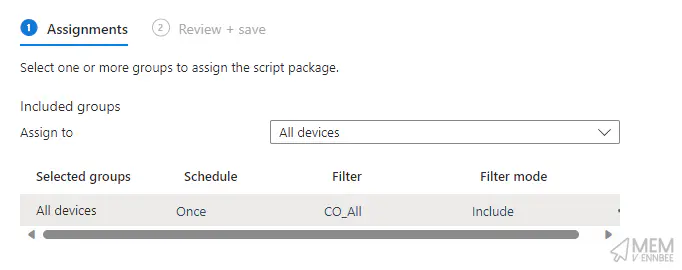 1 Assignments 2 Review + save
Select one or more groups to assign the script package.
Included groups
Assign to All devices
Selected groups Schedule Filter Filter mode
All devices Once CO_All Include
MEM
V ENNBEE